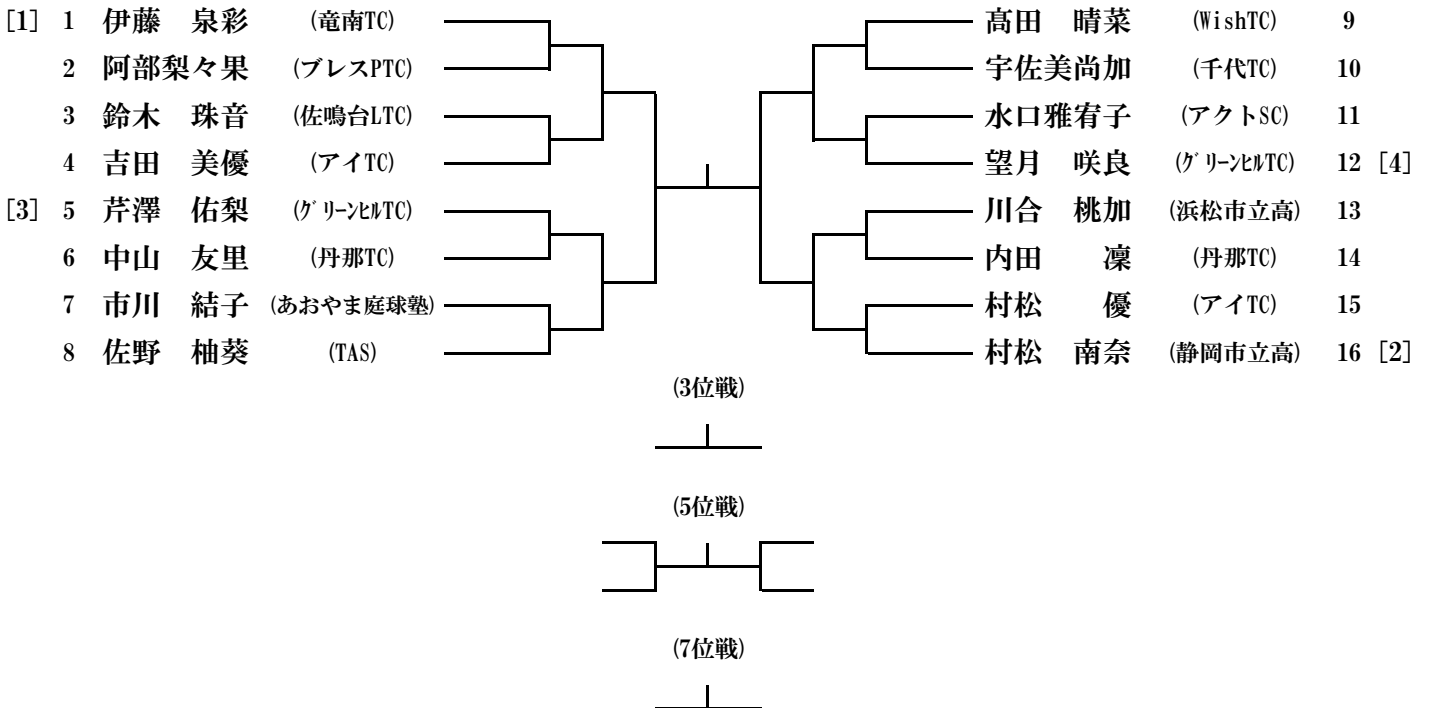 [1] 1 伊藤　泉彩 (竜南TC) 髙田　晴菜 (WishTC) 9
2 阿部梨々果 (ブレスPTC) 宇佐美尚加 (千代TC) 10
3 鈴木　珠音 (佐鳴台LTC) 水口雅宥子 (アクトSC) 11
4 吉田　美優 (アイTC) 望月　咲良 (ｸﾞﾘｰﾝﾋﾙTC) 12 [4]
[3] 5 芹澤　佑梨 (ｸﾞﾘｰﾝﾋﾙTC) 川合　桃加 (浜松市立高) 13
6 中山　友里 (丹那TC) 内田　　凜 (丹那TC) 14
7 市川　結子 (あおやま庭球塾) 村松　　優 (アイTC) 15
8 佐野　柚葵 (TAS) 村松　南奈 (静岡市立高) 16 [2]
(3位戦)
(5位戦)
(7位戦)